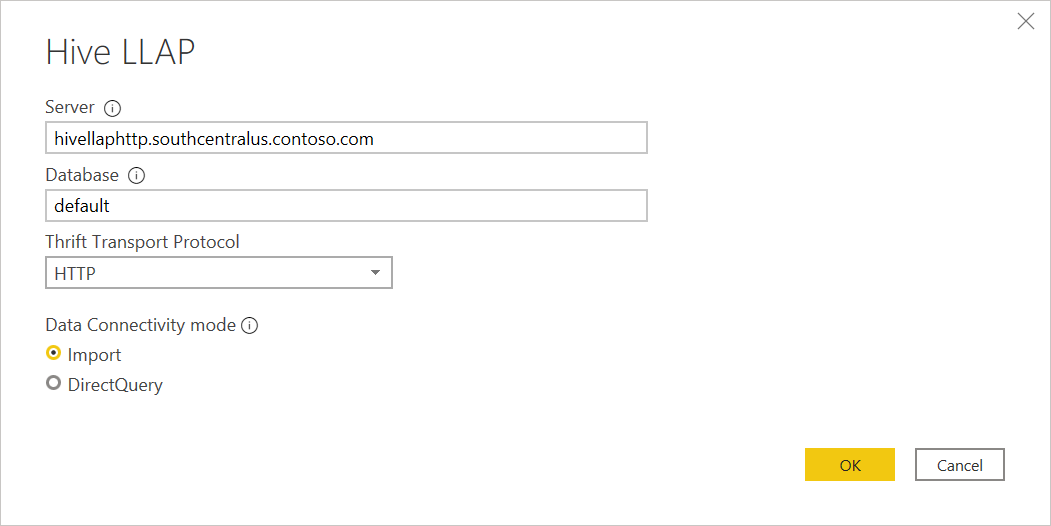 Hive LLAP
Server
hivellaphttp.southcentralus.contoso.com
Database
default
Thrift Transport Protocol
HTTP
Data Connectivity mode
Import
DirectQuery
OK Cancel